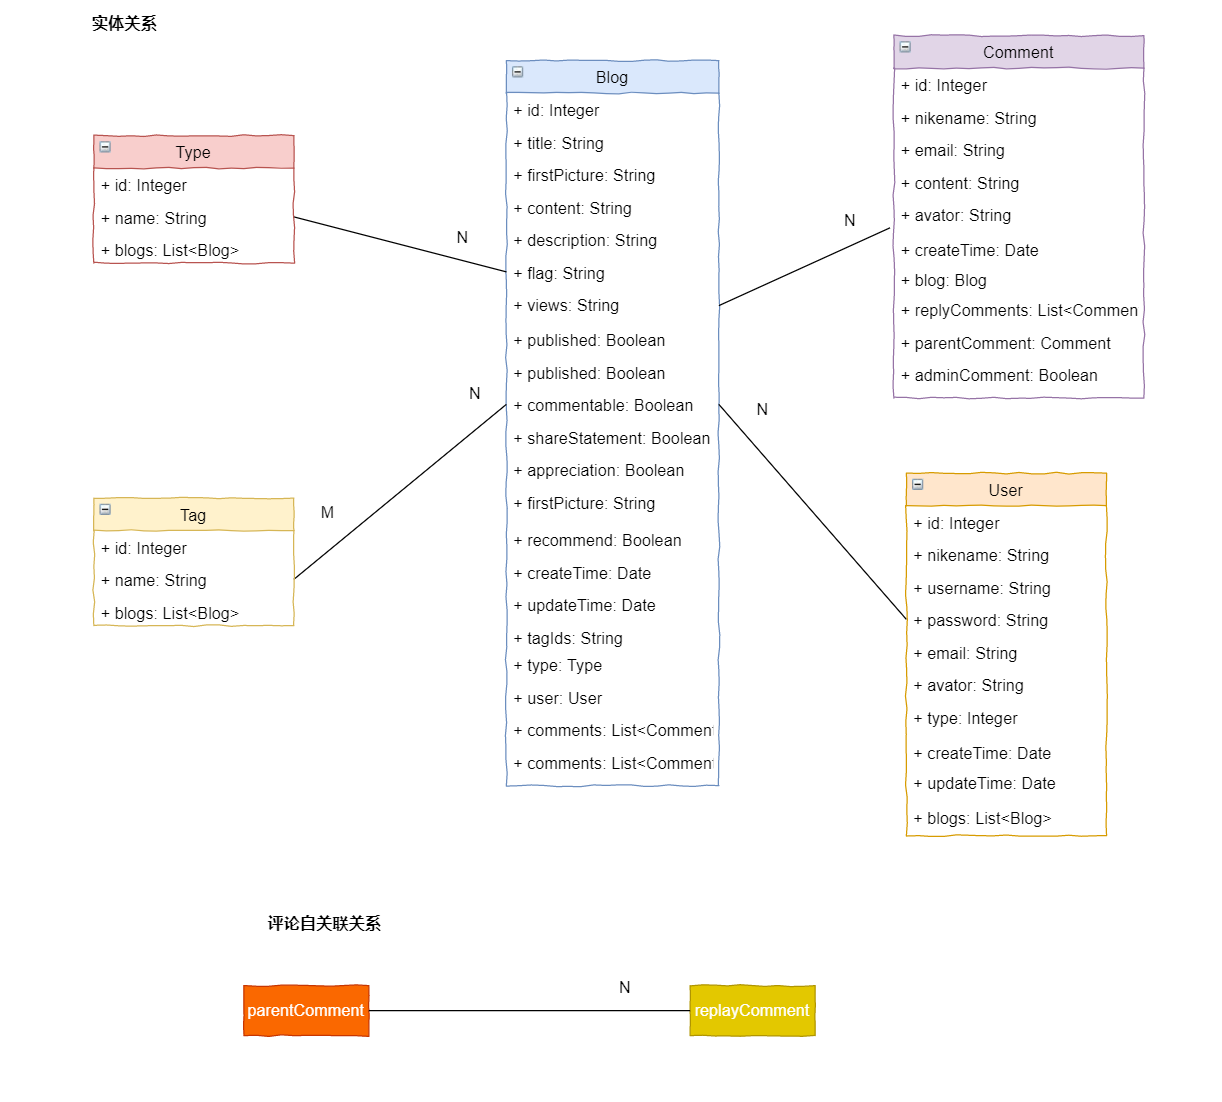 实体关系
Type
+ id: Integer
+ name: String
+ blogs: List<Blog>
N
Tag
+ id: Integer
+ name: String
+ blogs: List<Blog>
M
N
Blog
+ id: Integer
+ title: String
+ firstPicture: String
+ content: String
+ description: String
+ flag: String
+ views: String
+ published: Boolean
+ published: Boolean
+ commentable: Boolean
+ shareStatement: Boolean
+ appreciation: Boolean
+ firstPicture: String
+ recommend: Boolean
+ createTime: Date
+ updateTime: Date
+ tagIds: String
+ type: Type
+ user: User
+ comments: List<Commen
+ comments: List<Commen
N
Comment
+ id: Integer
+ nikename: String
+ email: String
+ content: String
+ avator: String
+ createTime: Date
+ blog: Blog
+ replyComments: List<Commen
+ parentComment: Comment
+ adminComment: Boolean
N
User
+ id: Integer
+ nikename: String
+ username: String
+ password: String
+ email: String
+ avator: String
+ type: Integer
+ createTime: Date
+ updateTime: Date
+ blogs: List<Blog>
评论自关联关系
parentComment
N
replayComment